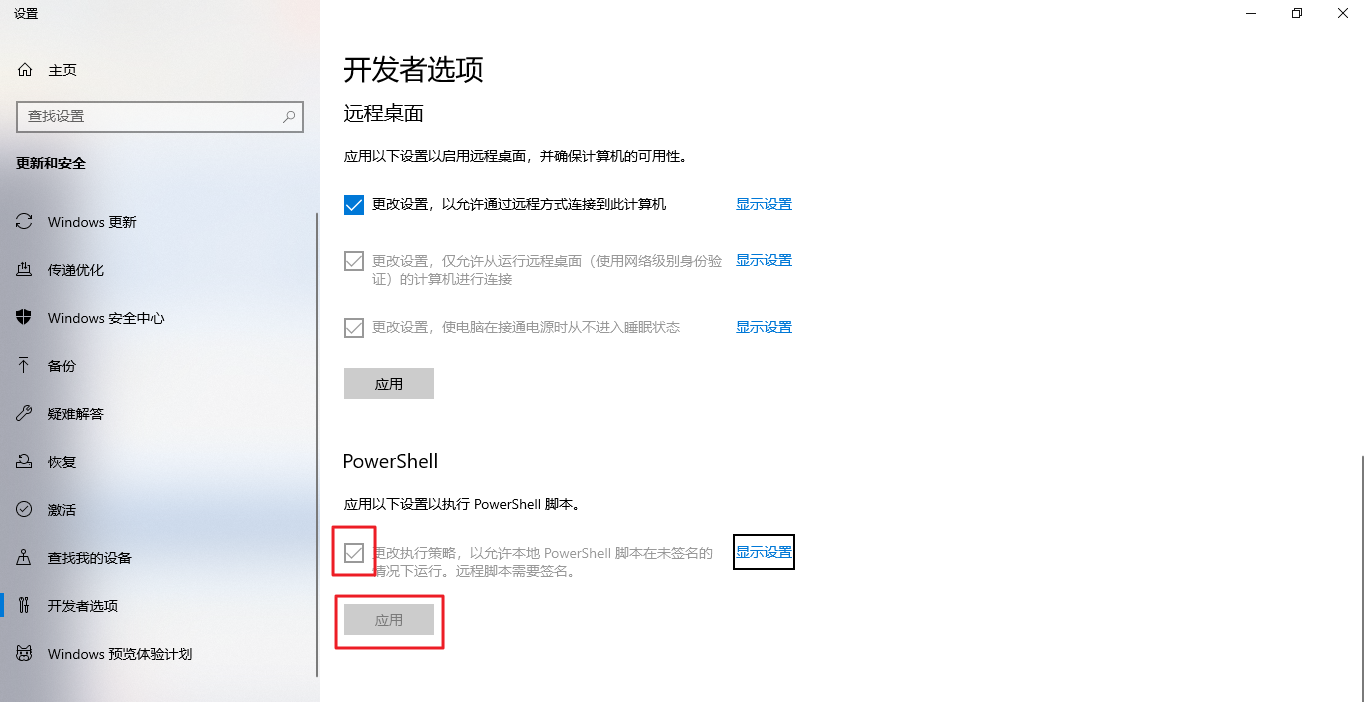 设置
主页
查找设置
更新和安全
Windows 更新
传递优化
Windows 安全中心
备份
疑难解答
恢复
激活
查找我的设备
开发者选项
Windows 预览体验计划
开发者选项
远程桌面
应用以下设置以启用远程桌面，并确保计算机的可用性。
更改设置，以允许通过远程方式连接到此计算机
显示设置
更改设置，仅允许从运行远程桌面（使用网络级别身份验
证）的计算机进行连接
显示设置
更改设置，使电脑在接通电源时从不进入睡眠状态
显示设置
应用
PowerShell
应用以下设置以执行 PowerShell 脚本。
更改执行策略，以允许本地 PowerShell 脚本在未签名的
情况下运行。远程脚本需要签名。
显示设置
应用